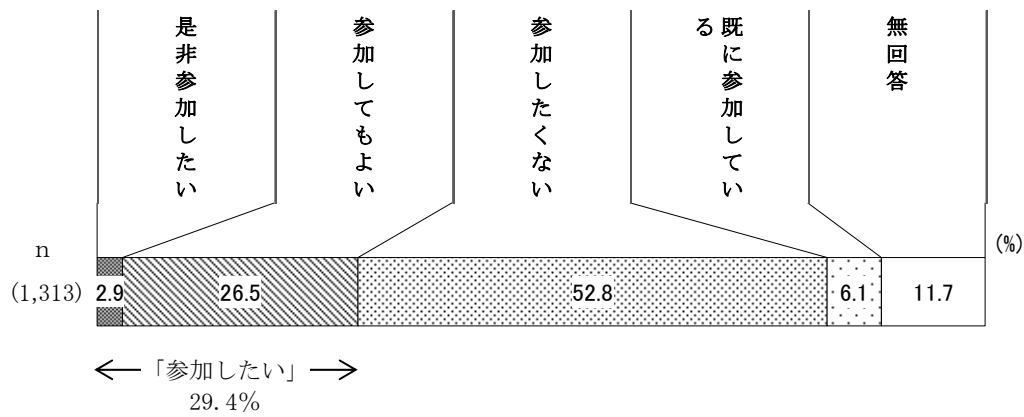 是非参加したい
参加してもよい
参加したくない
既に参加してい
る
無回答
(%)
n
(1,313)
2.9
26.5
52.8
6.1
11.7
「参加したい」
29.4%